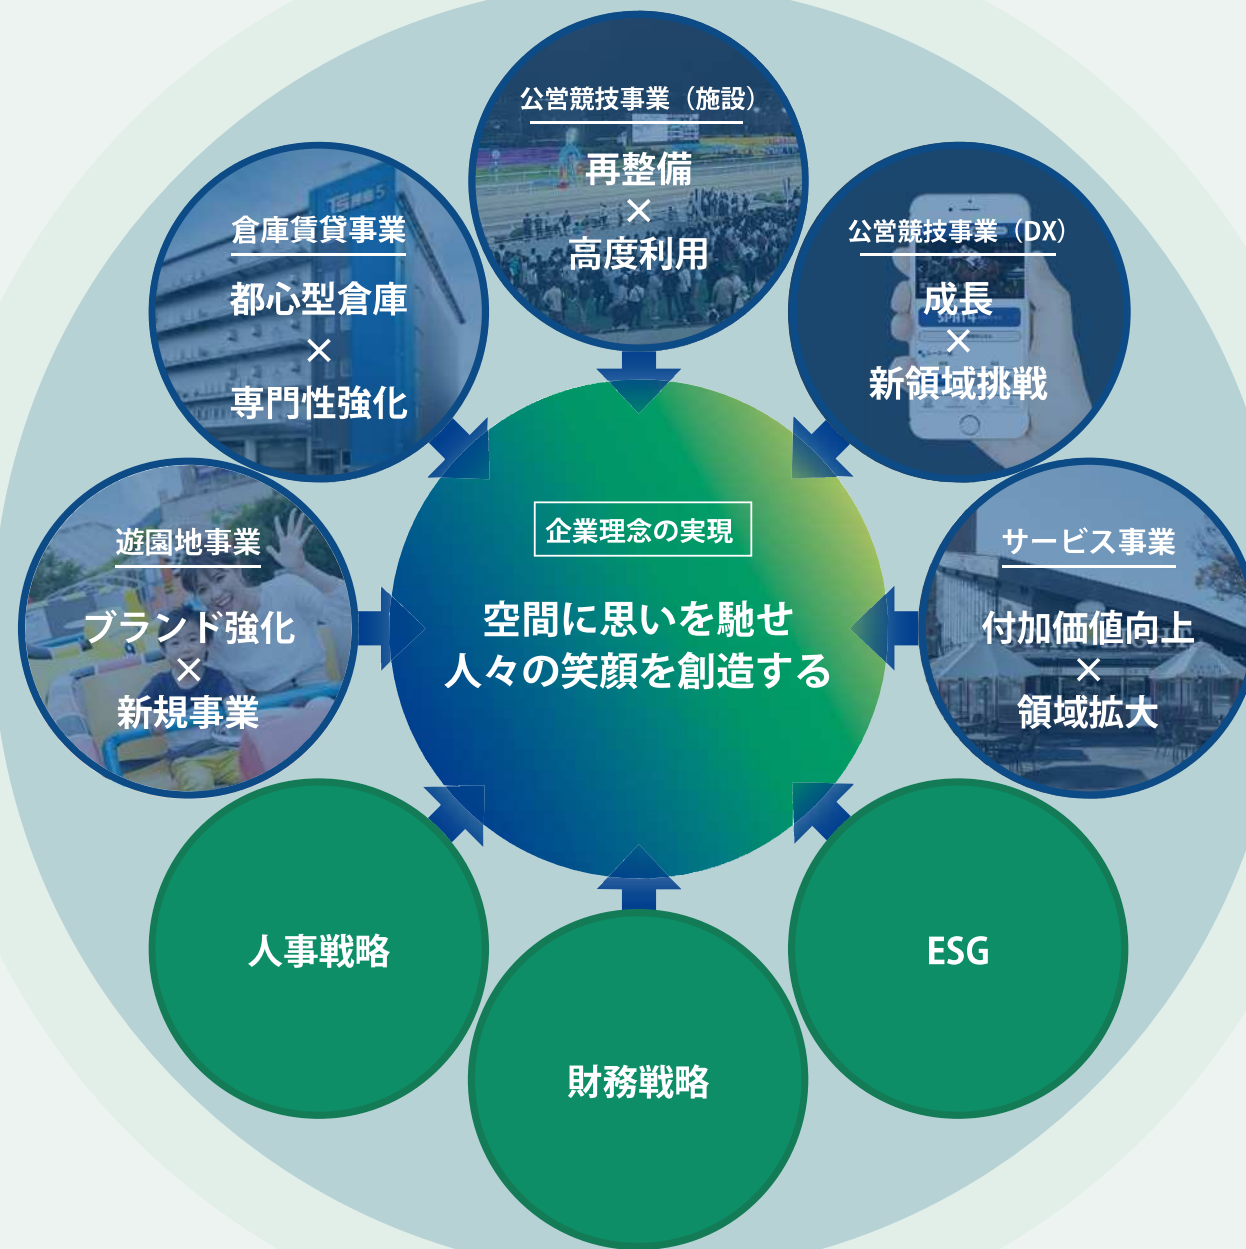 公営競技事業（施設）
再整備
×
高度利用
倉庫賃貸事業
都心型倉庫
×
専門性強化
公営競技事業（DX）
成長
×
新領域挑戦
遊園地事業
ブランド強化
×
新規事業
企業理念の実現
空間に思いを馳せ
人々の笑顔を創造する
サービス事業
付加価値向上
×
領域拡大
人事戦略
財務戦略
ESG